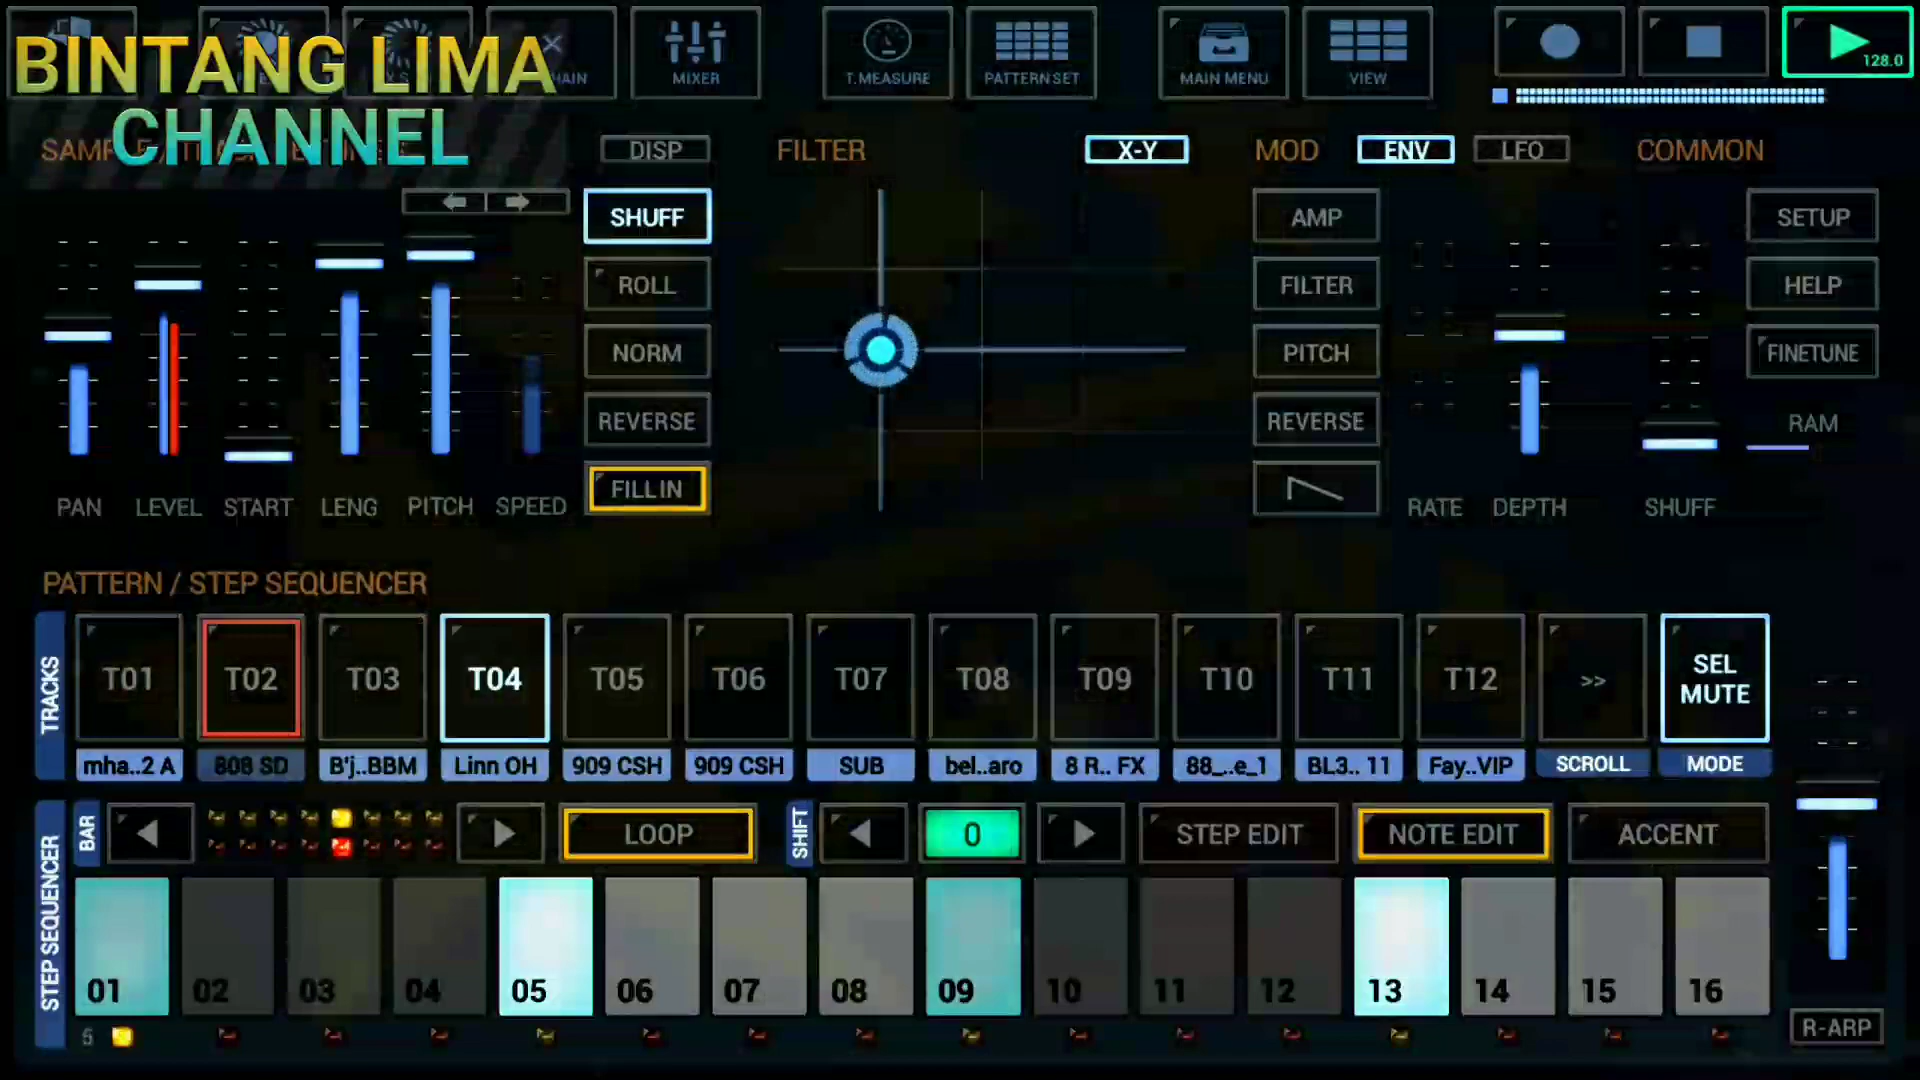 BINTANG LIMA
CHANNEL
MIXER
T.MEASURE
PATTERN SET
MAIN MENU
VIEW
128.0
DISP
FILTER
X-Y
MOD
ENV
LFO
COMMON
SHUFF
ROLL
NORM
REVERSE
FILL IN
AMP
FILTER
PITCH
REVERSE
SETUP
HELP
FINETUNE
RAM
PAN
LEVEL
START
LENG
PITCH
SPEED
RATE
DEPTH
SHUFF
PATTERN / STEP SEQUENCER
TRACKS
T01
T02
T03
T04
T05
T06
T07
T08
T09
T10
T11
T12
>>
SEL
MUTE
mha..2 A
808 SD
B'j..BBM
Linn OH
909 CSH
909 CSH
SUB
bel..aro
8 R.. FX
88_..e_1
BL3.. 11
Fay..VIP
SCROLL
MODE
BAR
LOOP
SHIFT
0
STEP EDIT
NOTE EDIT
ACCENT
STEP SEQUENCER
01
02
03
04
05
06
07
08
09
10
11
12
13
14
15
16
5
R-ARP